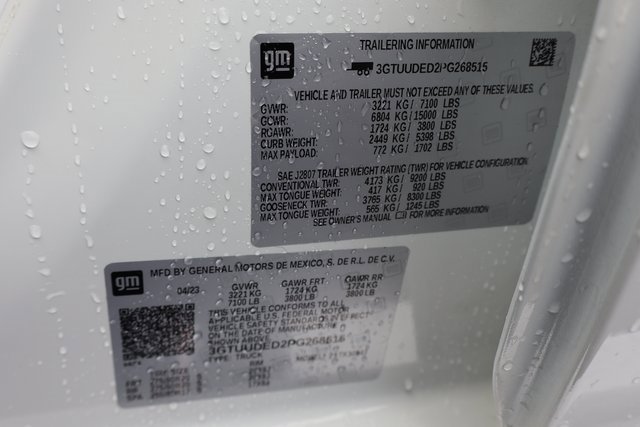 gm
TRAILERING INFORMATION
3GTUUDED2PG268515
VEHICLE AND TRAILER MUST NOT EXCEED ANY OF THESE VALUES
GVWR: 3221 KG / 7100 LBS
GCWR: 6804 KG / 15000 LBS
RGAWR: 1724 KG / 3800 LBS
CURB WEIGHT: 2449 KG / 5398 LBS
MAX PAYLOAD: 772 KG / 1702 LBS
SAE J2807 TRAILER WEIGHT RATING (TWR) FOR VEHICLE CONFIGURATION
CONVENTIONAL TWR: 4173 KG / 9200 LBS
MAX TONGUE WEIGHT: 417 KG / 920 LBS
GOOSENECK TWR: 3765 KG / 8300 LBS
MAX TONGUE WEIGHT: 565 KG / 1245 LBS
SEE OWNER'S MANUAL FOR MORE INFORMATION
gm
MFD BY GENERAL MOTORS DE MEXICO, S. DE R.L. DE C.V.
04/23 GVWR GAWR FRT GAWR RR
3221 KG 1724 KG 1724 KG
7100 LB 3800 LB 3800 LB
THIS VEHICLE CONFORMS TO ALL
APPLICABLE U.S. FEDERAL MOTOR
VEHICLE SAFETY STANDARDS IN EFFECT
ON THE DATE OF MANUFACTURE
SHOWN ABOVE
3GTUUDED2PG268515
TYPE: TRUCK